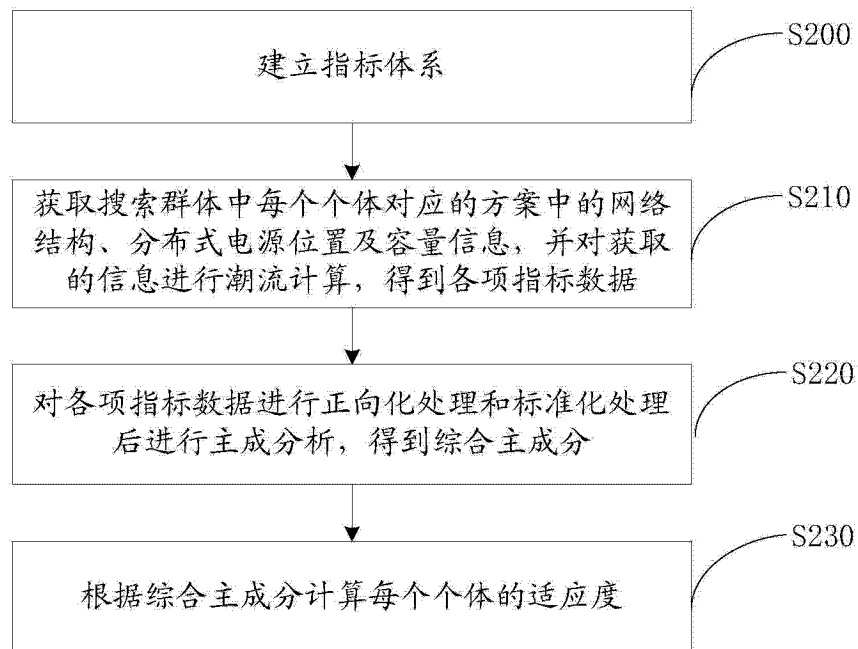 建立指标体系
S200
获取搜索群体中每个个体对应的方案中的网络
结构、分布式电源位置及容量信息，并对获取
的信息进行潮流计算，得到各项指标数据
S210
对各项指标数据进行正向化处理和标准化处理
后进行主成分析，得到综合主成分
S220
根据综合主成分计算每个个体的适应度
S230